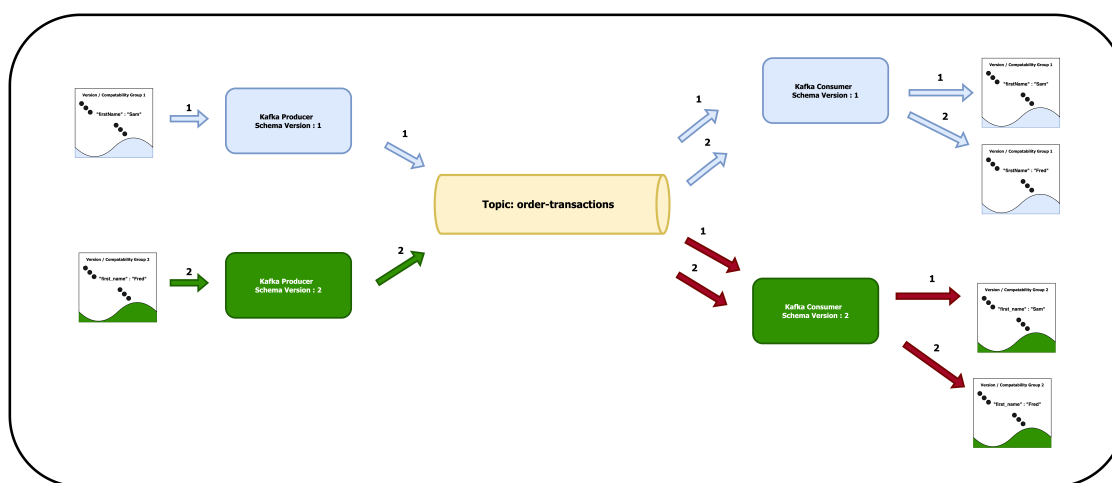 Version / Compatability Group 1
"firstName" : "Sam"
1
Kafka Producer
Schema Version : 1
1
Version / Compatability Group 2
"first_name" : "Fred"
2
Kafka Producer
Schema Version : 2
2
Topic: order-transactions
1
2
Kafka Consumer
Schema Version : 1
1
2
Version / Compatability Group 1
"firstName" : "Sam"
Version / Compatability Group 1
"firstName" : "Fred"
1
2
Kafka Consumer
Schema Version : 2
1
2
Version / Compatability Group 2
"first_name" : "Sam"
Version / Compatability Group 2
"first_name" : "Fred"